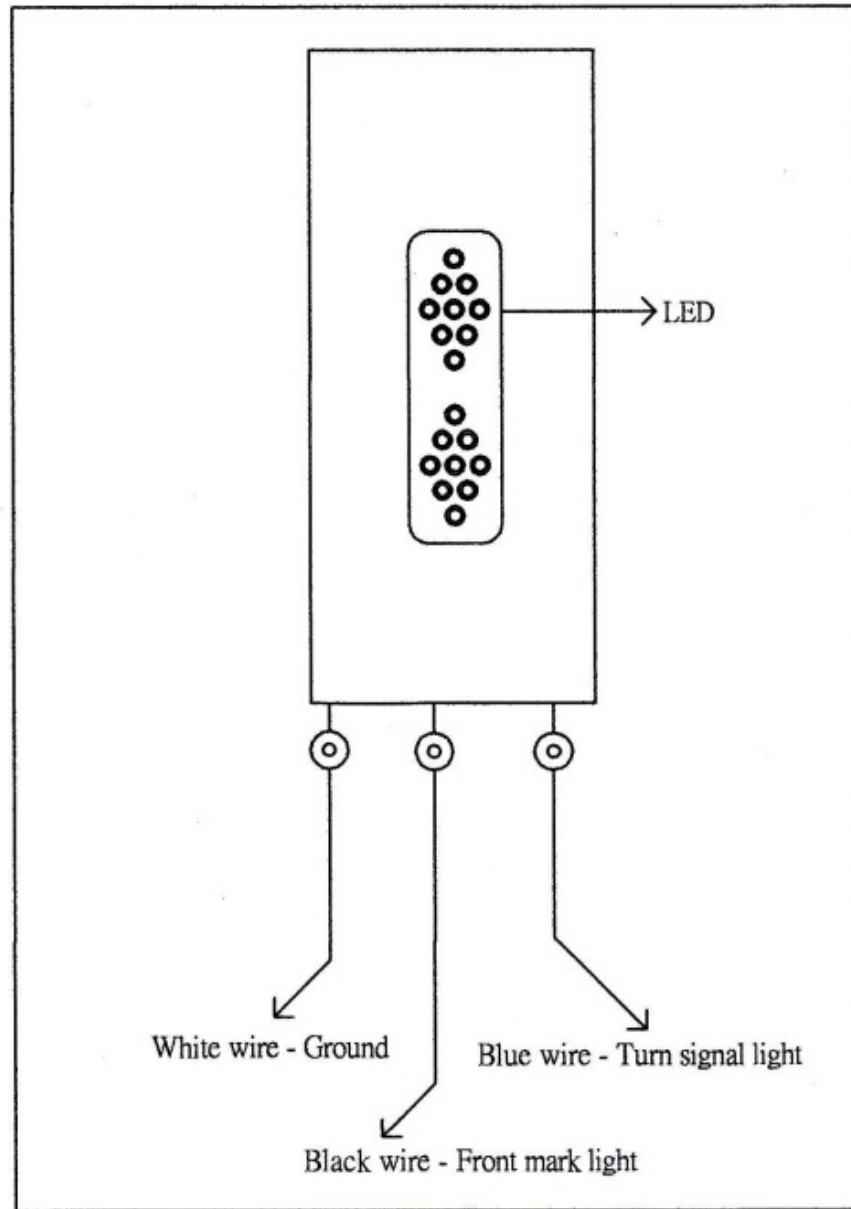 LED
White wire - Ground
Blue wire - Turn signal light
Black wire - Front mark light